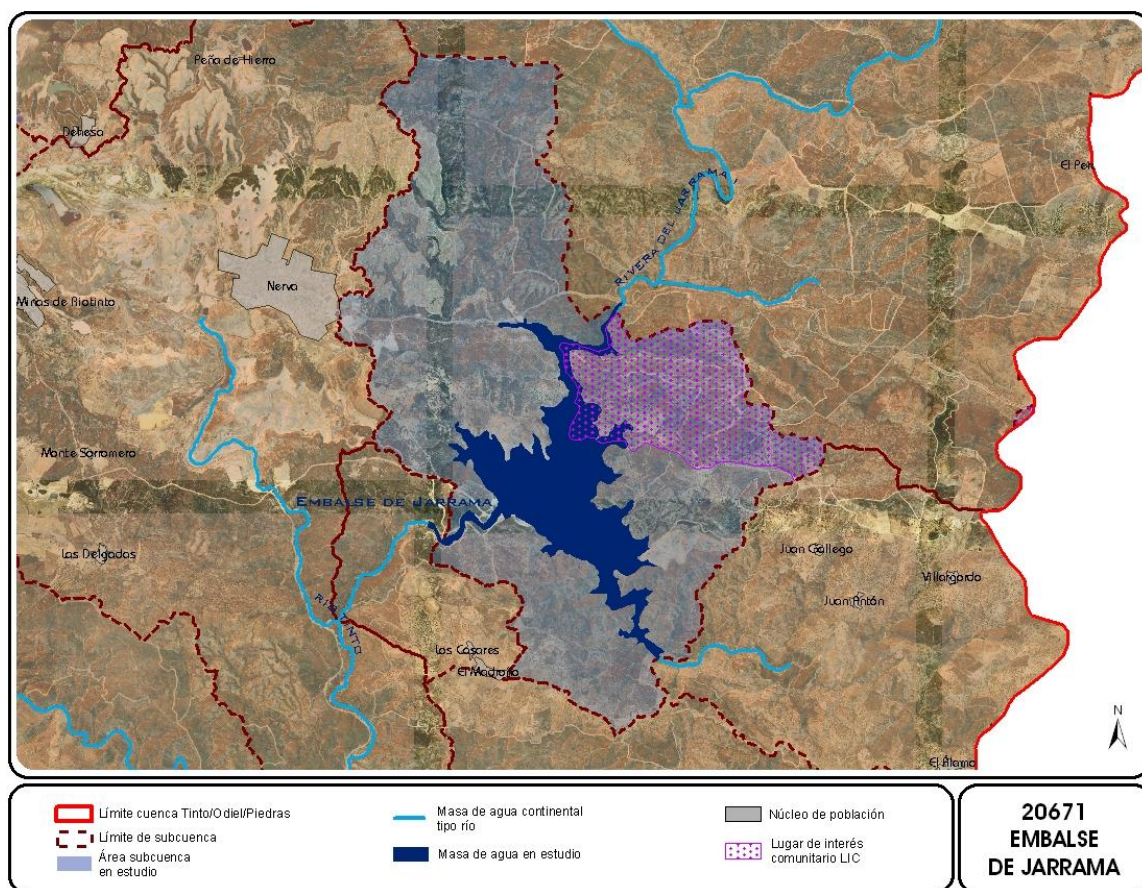 Peña de Hierro
Dehesa
El Pe
RIVERA DEL JARRAMA
Nerva
Minas de Riotinto
Monte Sorromero
EMBALSE DE JARRAMA
Las Delgadas
Juan Gallego
Villargordo
Juan Antón
RÍO TINTO
Los Casares
El Madroño
El Álamo
N
Límite cuenca Tinto/Odiel/Piedras
Límite de subcuenca
Área subcuenca
en estudio
Masa de agua continental
tipo río
Masa de agua en estudio
Núcleo de población
Lugar de interés
comunitario LIC
20671
EMBALSE
DE JARRAMA